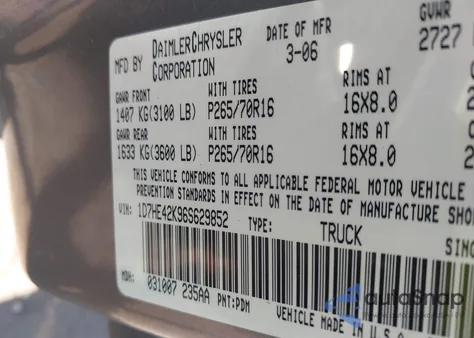 MFD BY DAIMLERCHRYSLER CORPORATION DATE OF MFR 3-06 GVWR 2727
GAWR FRONT WITH TIRES RIMS AT
1407 KG(3100 LB) P265/70R16 16X8.0
GAWR REAR WITH TIRES RIMS AT
1633 KG(3600 LB) P265/70R16 16X8.0
THIS VEHICLE CONFORMS TO ALL APPLICABLE FEDERAL MOTOR VEHICLE
PREVENTION STANDARDS IN EFFECT ON THE DATE OF MANUFACTURE SHO
VIN: 1D7HE42K96S629852 TYPE: TRUCK SING
MDH: 031007 235AA PNT:PDM
VEHICLE MADE IN U.S.A
autoSnap